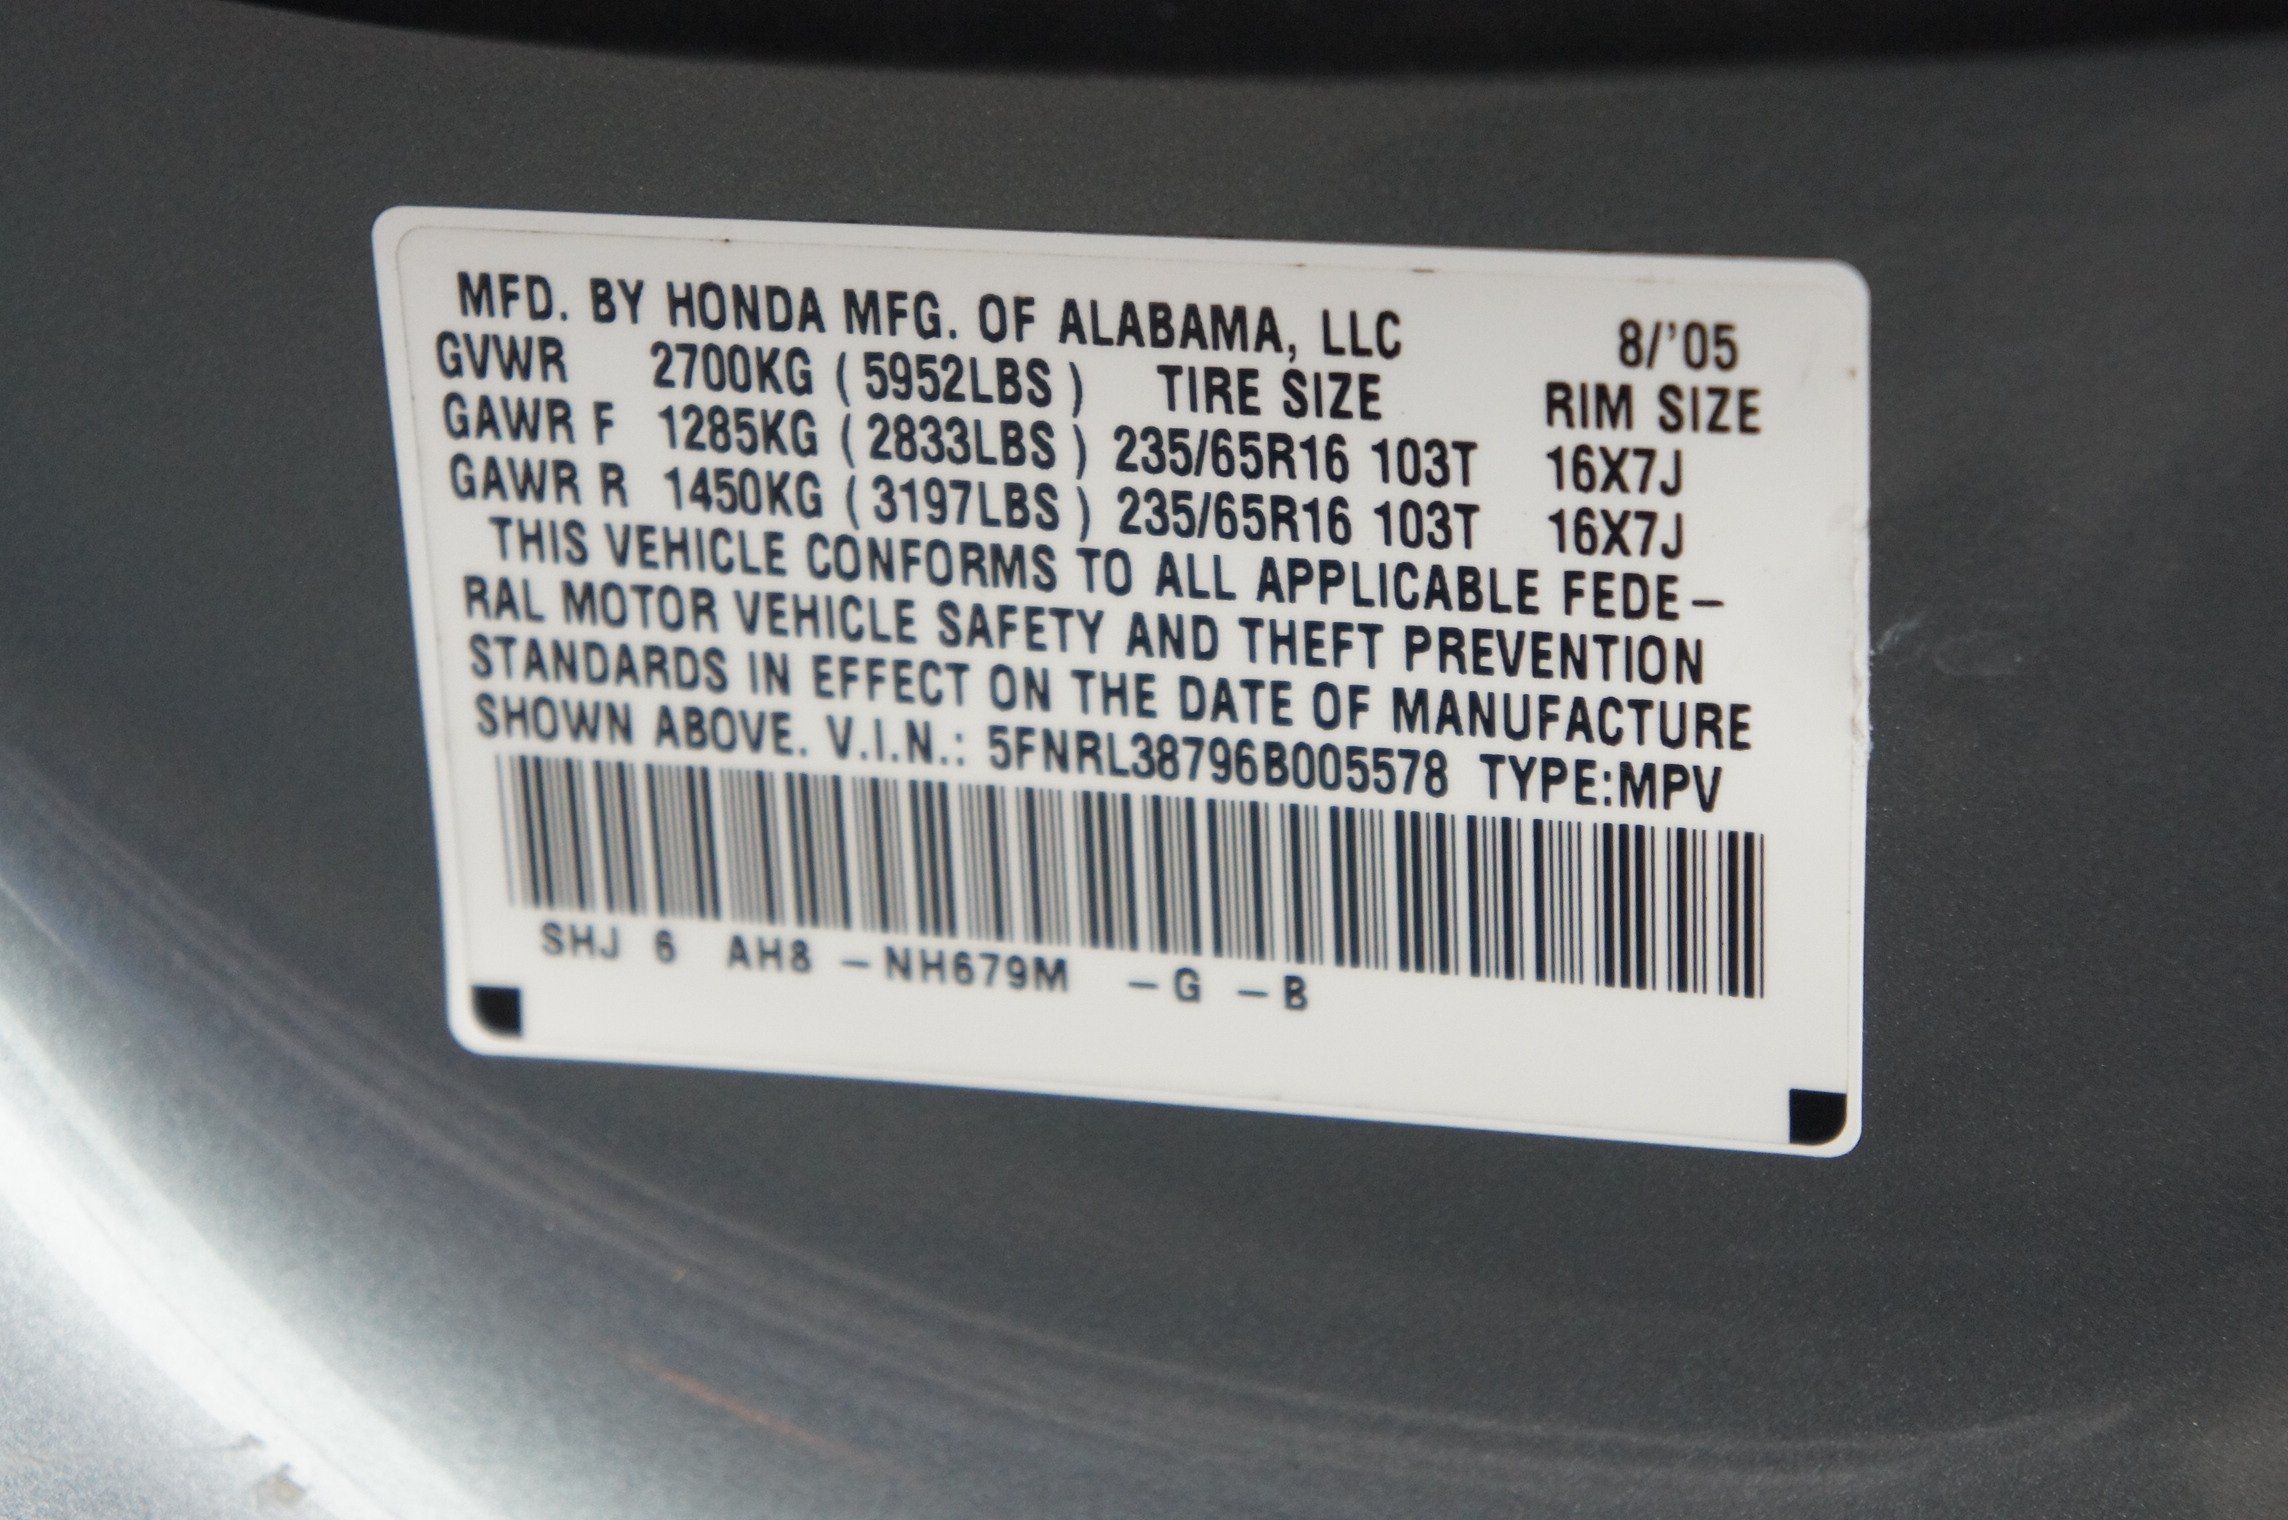 MFD. BY HONDA MFG. OF ALABAMA, LLC 8/'05
GVWR 2700KG ( 5952LBS ) TIRE SIZE RIM SIZE
GAWR F 1285KG ( 2833LBS ) 235/65R16 103T 16X7J
GAWR R 1450KG ( 3197LBS ) 235/65R16 103T 16X7J
THIS VEHICLE CONFORMS TO ALL APPLICABLE FEDE-
RAL MOTOR VEHICLE SAFETY AND THEFT PREVENTION
STANDARDS IN EFFECT ON THE DATE OF MANUFACTURE
SHOWN ABOVE. V.I.N.: 5FNRL38796B005578 TYPE:MPV
SHJ 6 AH8 -NH679M -G -B